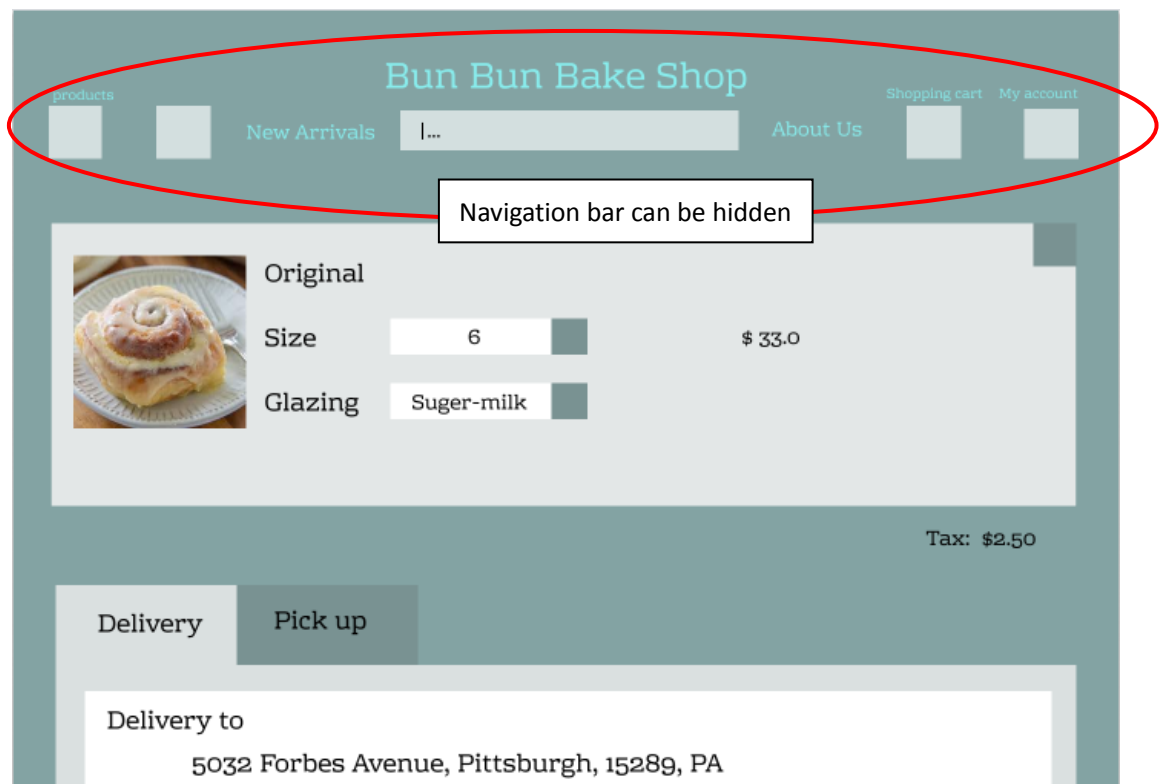 Bun Bun Bake Shop
products
Shopping cart My account
New Arrivals |... About Us
Navigation bar can be hidden
Original
Size 6 $ 33.0
Glazing Suger-milk
Tax: $2.50
Delivery Pick up
Delivery to
5032 Forbes Avenue, Pittsburgh, 15289, PA